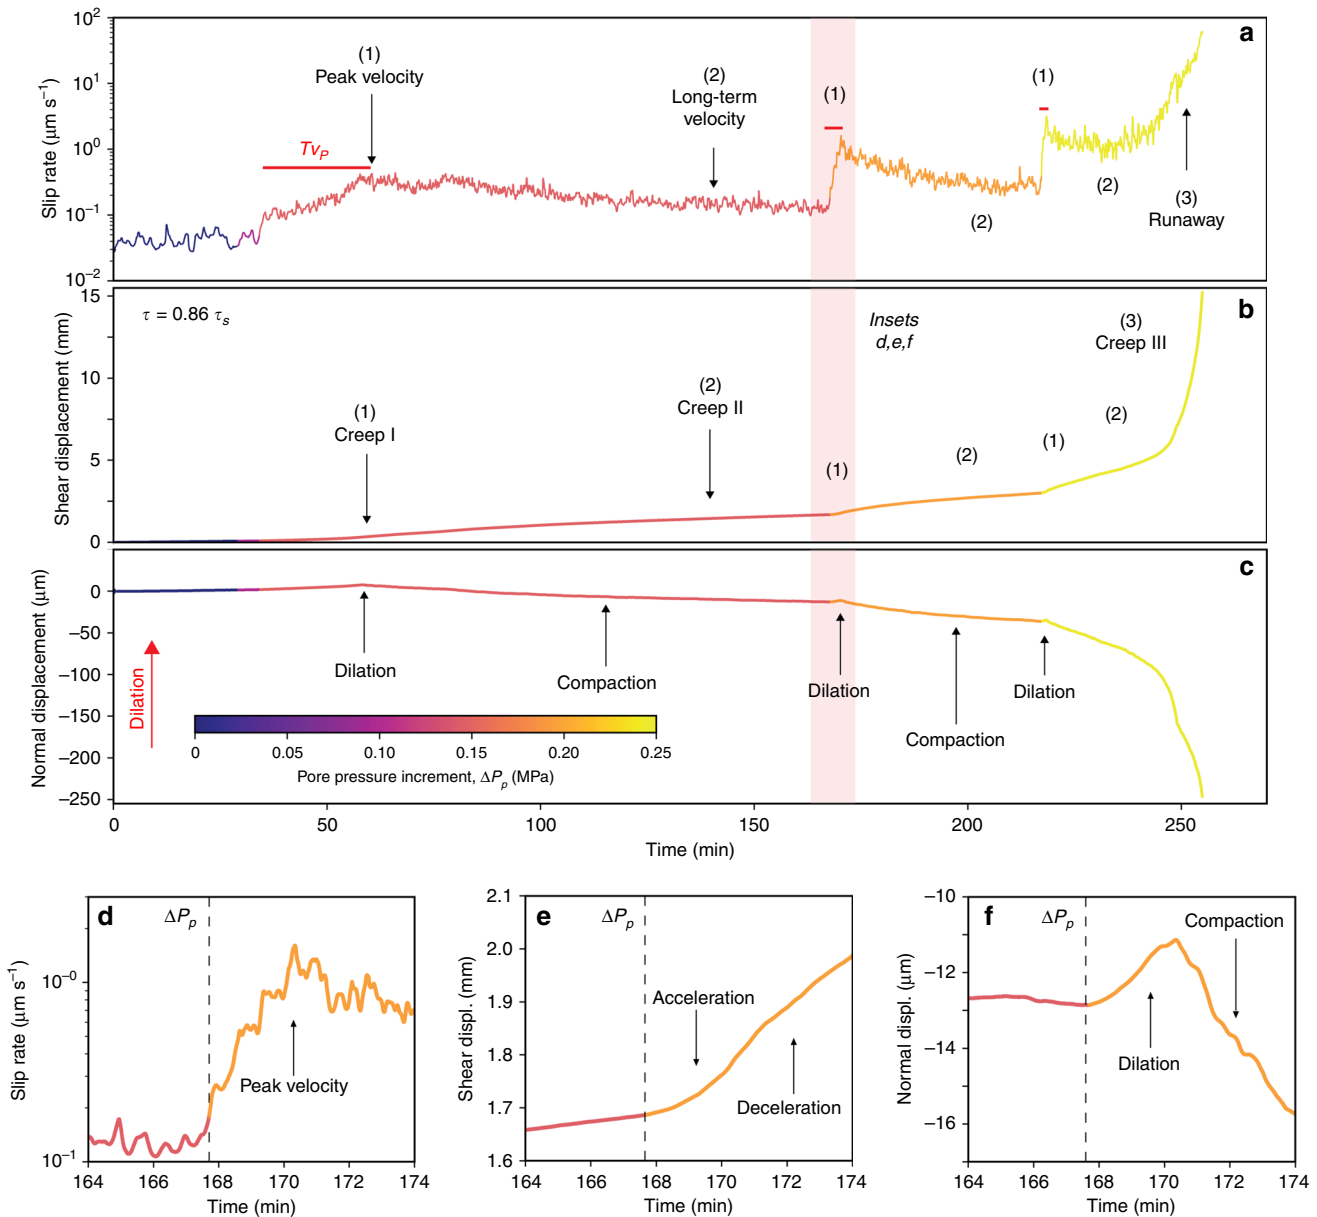 a
10²
10¹
10⁰
10⁻¹
10⁻²
Slip rate (μm s⁻¹)
(1)
Peak velocity
Tv_P
(2)
Long-term
velocity
(1)
(2)
(1)
(2)
(3)
Runaway
b
15
10
5
0
Shear displacement (mm)
τ = 0.86 τ_s
(1)
Creep I
(2)
Creep II
Insets
d,e,f
(1)
(2)
(1)
(2)
(3)
Creep III
c
0
−50
−100
−150
−200
−250
Normal displacement (μm)
Dilation
Dilation
Compaction
Dilation
Compaction
Dilation
0 0.05 0.10 0.15 0.20 0.25
Pore pressure increment, ΔP_p (MPa)
0 50 100 150 200 250
Time (min)
d
ΔP_p
10⁻⁰
10⁻¹
Slip rate (μm s⁻¹)
Peak velocity
164 166 168 170 172 174
Time (min)
e
ΔP_p
2.1
2.0
1.9
1.8
1.7
1.6
Shear displ. (mm)
Acceleration
Deceleration
164 166 168 170 172 174
Time (min)
f
ΔP_p
−10
−12
−14
−16
Normal displ. (μm)
Compaction
Dilation
164 166 168 170 172 174
Time (min)